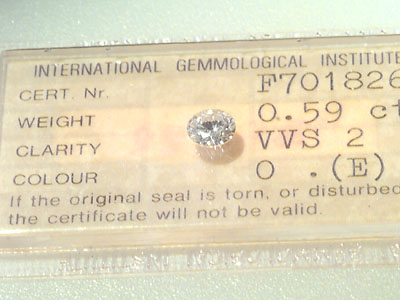 INTERNATIONAL GEMMOLOGICAL INSTITUTE
CERT. Nr. F701826
WEIGHT 0.59 ct
CLARITY VVS 2
COLOUR 0 .(E)
If the original seal is torn, or disturbed
the certificate will not be valid.